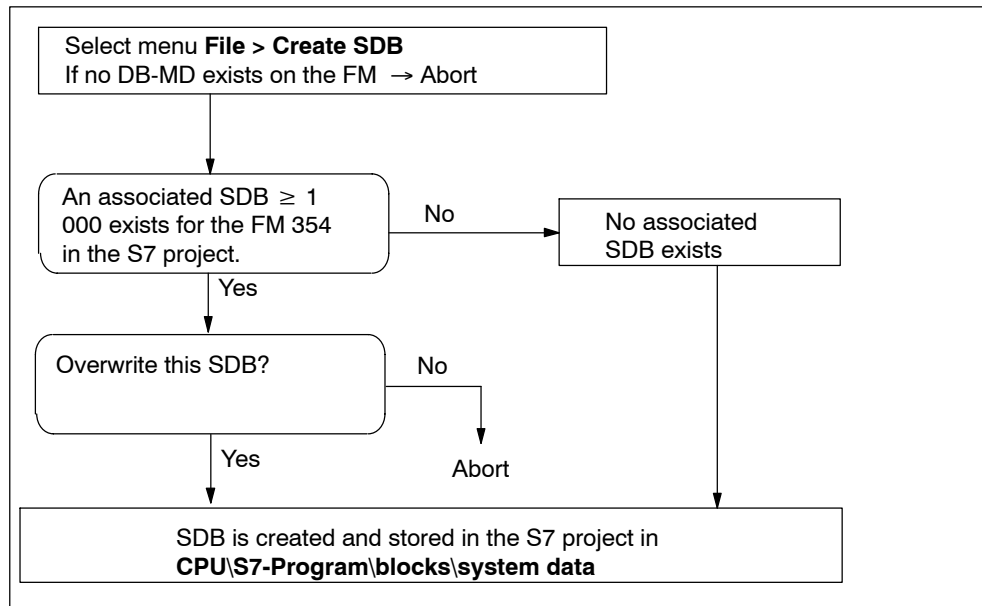 Select menu File > Create SDB
If no DB-MD exists on the FM → Abort
An associated SDB ≥ 1
000 exists for the FM 354
in the S7 project.
No
No associated
SDB exists
Yes
Overwrite this SDB?
No
Abort
Yes
SDB is created and stored in the S7 project in
CPU\S7-Program\blocks\system data